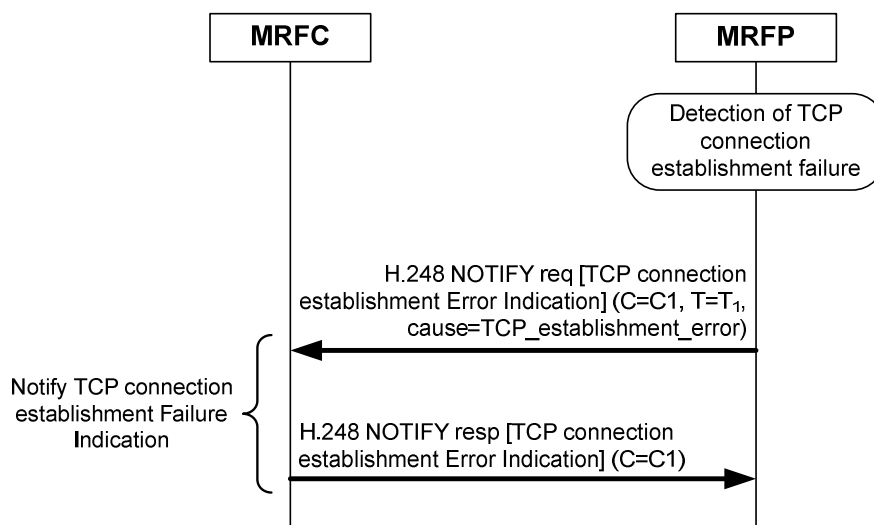 MRFC
MRFP
Detection of TCP
connection
establishment failure
H.248 NOTIFY req [TCP connection
establishment Error Indication] (C=C1, T=T₁,
cause=TCP_establishment_error)
Notify TCP connection
establishment Failure
Indication
H.248 NOTIFY resp [TCP connection
establishment Error Indication] (C=C1)